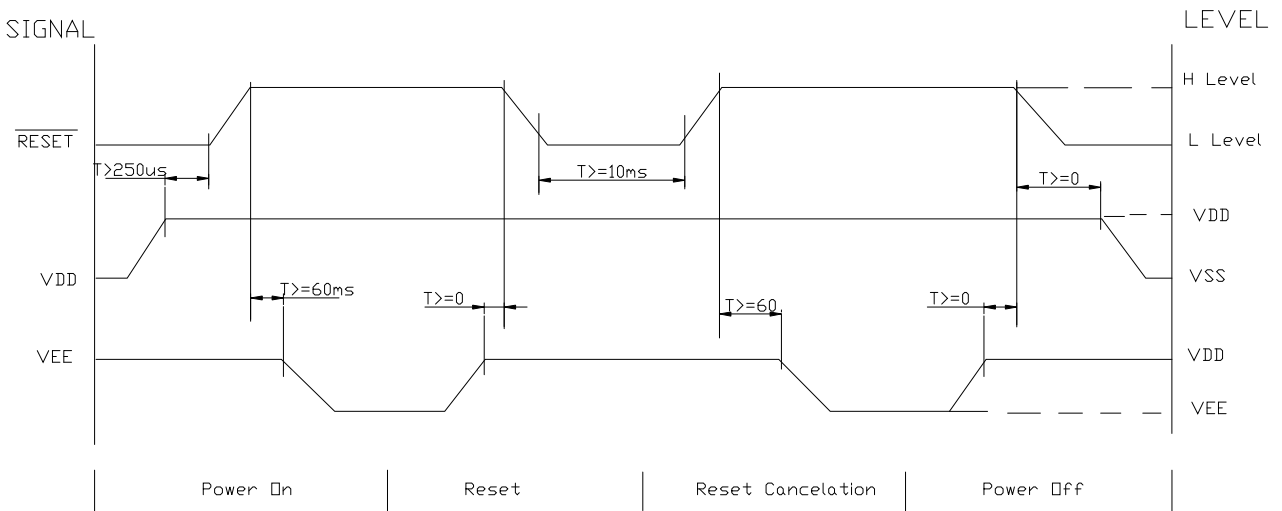 SIGNAL
LEVEL
H Level
RESET
L Level
T>250us
T>=10ms
T>=0
VDD
VDD
VSS
T>=60ms
T>=0
T>=60
T>=0
VEE
VDD
VEE
Power On
Reset
Reset Cancelation
Power Off